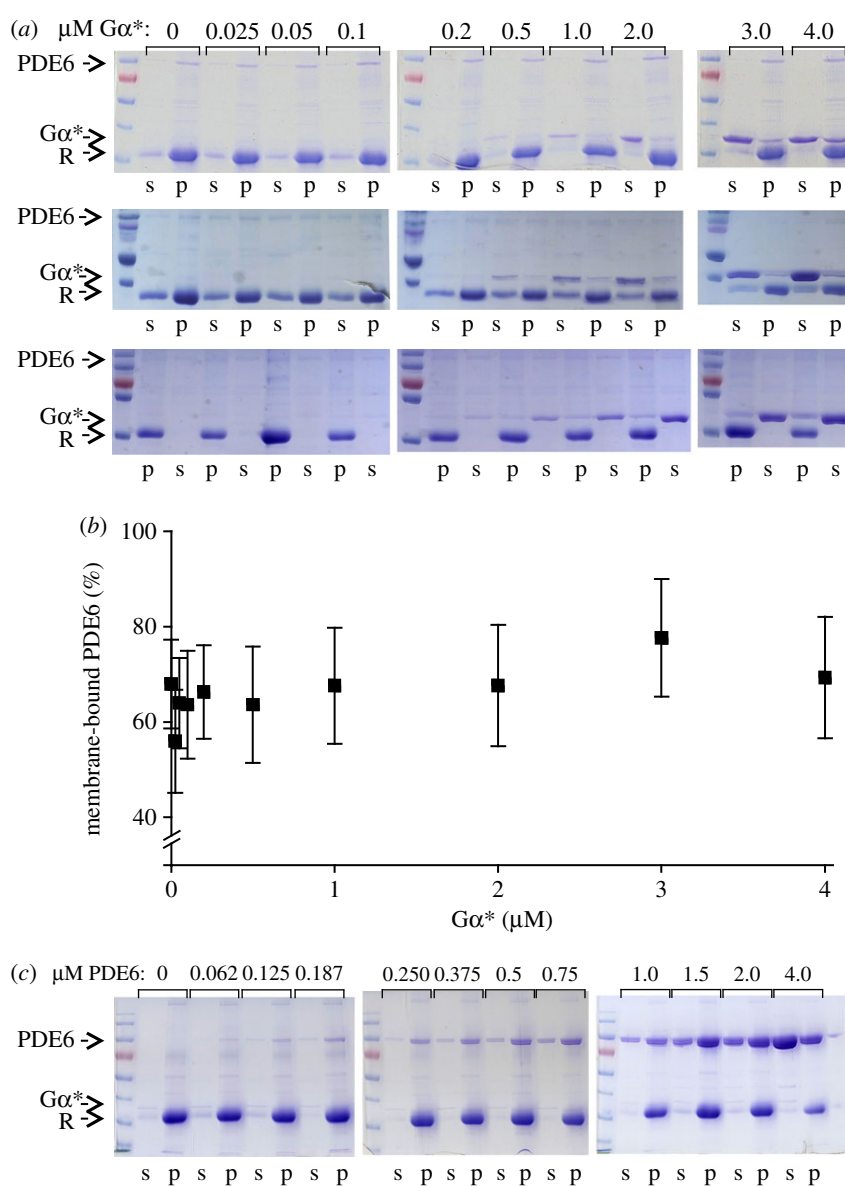 (a) μM Gα*: 0 0.025 0.05 0.1 0.2 0.5 1.0 2.0 3.0 4.0
PDE6
Gα*
R
s p s p s p s p s p s p s p s p s p s p
PDE6
Gα*
R
s p s p s p s p s p s p s p s p s p s p
PDE6
Gα*
R
p s p s p s p s p s p s p s p s p s p s
(b)
membrane-bound PDE6 (%)
100
80
60
40
0 1 2 3 4
Gα* (μM)
(c) μM PDE6: 0 0.062 0.125 0.187 0.250 0.375 0.5 0.75 1.0 1.5 2.0 4.0
PDE6
Gα*
R
s p s p s p s p s p s p s p s p s p s p s p s p